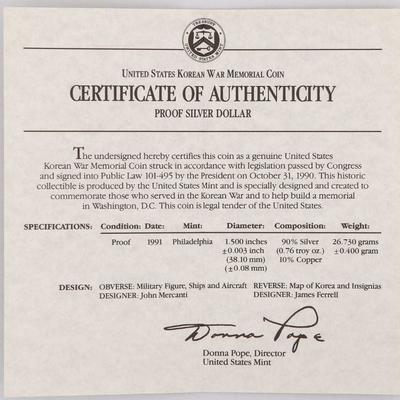 TREASURY
UNITED STATES MINT
UNITED STATES KOREAN WAR MEMORIAL COIN
CERTIFICATE OF AUTHENTICITY
PROOF SILVER DOLLAR
The undersigned hereby certifies this coin as a genuine United States
Korean War Memorial Coin struck in accordance with legislation passed by Congress
and signed into Public Law 101-495 by the President on October 31, 1990. This historic
collectible is produced by the United States Mint and is specially designed and created to
commemorate those who served in the Korean War and to help build a memorial
in Washington, D.C. This coin is legal tender of the United States.
SPECIFICATIONS: Condition: Date: Mint: Diameter: Composition: Weight:
Proof 1991 Philadelphia 1.500 inches 90% Silver 26.730 grams
±0.003 inch (0.76 troy oz.) ±0.400 gram
(38.10 mm) 10% Copper
(±0.08 mm)
DESIGN: OBVERSE: Military Figure, Ships and Aircraft REVERSE: Map of Korea and Insignias
DESIGNER: John Mercanti DESIGNER: James Ferrell
Donna Pope
Donna Pope, Director
United States Mint